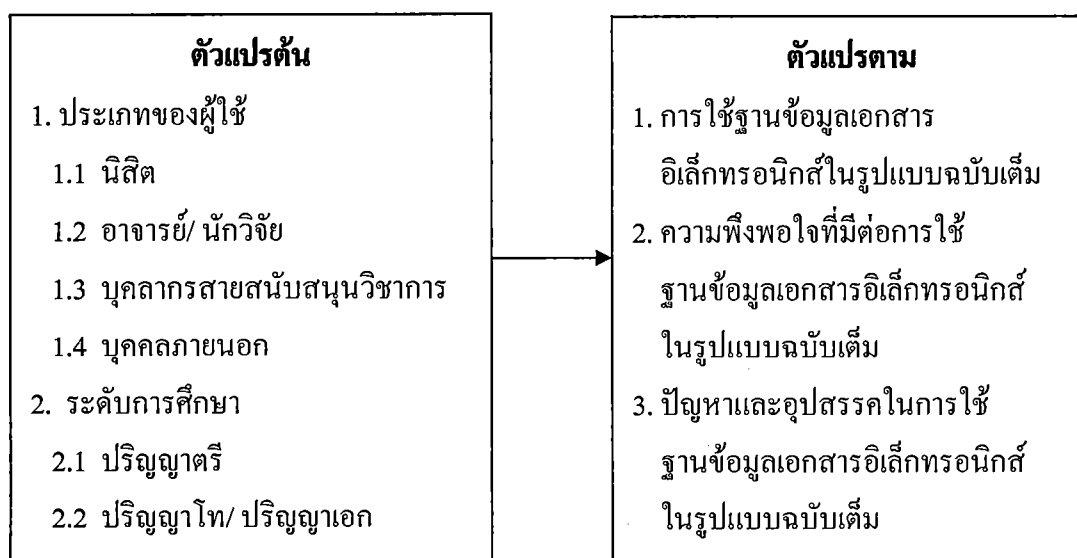 ตัวแปรต้น
1. ประเภทของผู้ใช้
1.1 นิสิต
1.2 อาจารย์/ นักวิจัย
1.3 บุคลากรสายสนับสนุนวิชาการ
1.4 บุคคลภายนอก
2. ระดับการศึกษา
2.1 ปริญญาตรี
2.2 ปริญญาโท/ ปริญญาเอก
ตัวแปรตาม
1. การใช้ฐานข้อมูลเอกสาร
อิเล็กทรอนิกส์ในรูปแบบฉบับเต็ม
2. ความพึงพอใจที่มีต่อการใช้
ฐานข้อมูลเอกสารอิเล็กทรอนิกส์
ในรูปแบบฉบับเต็ม
3. ปัญหาและอุปสรรคในการใช้
ฐานข้อมูลเอกสารอิเล็กทรอนิกส์
ในรูปแบบฉบับเต็ม